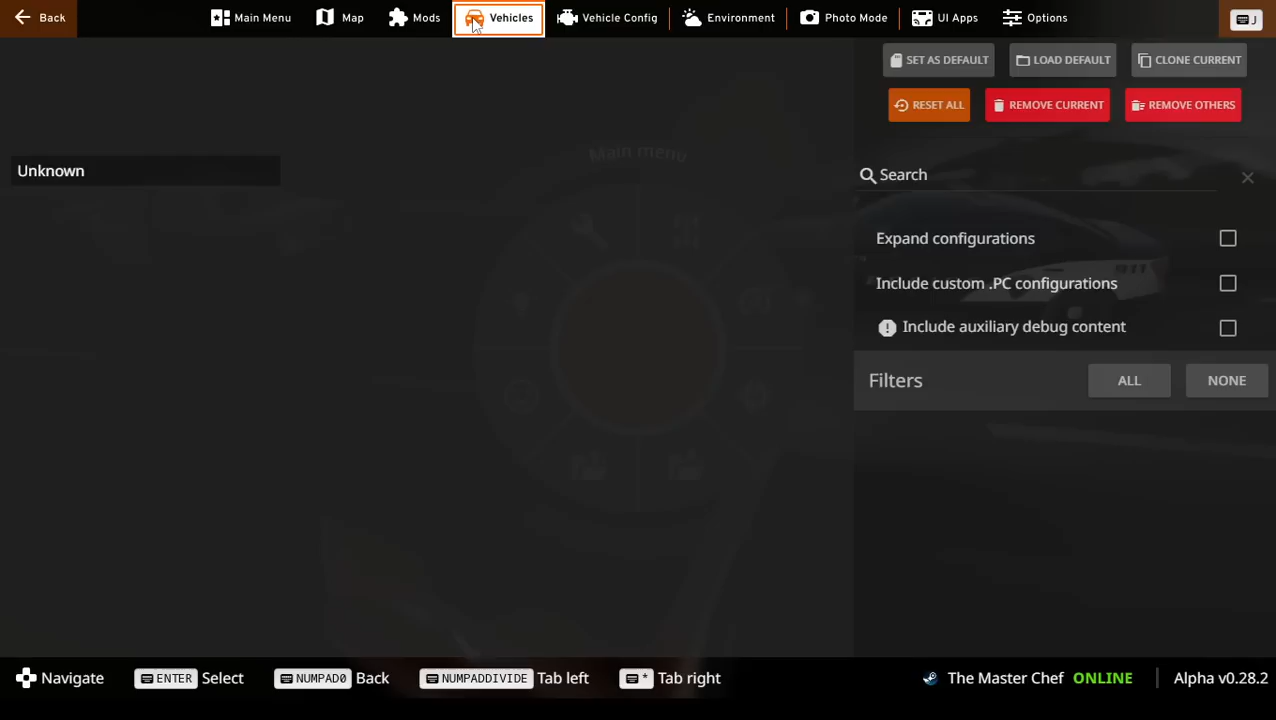 Back
Main Menu
Map
Mods
Vehicles
Vehicle Config
Environment
Photo Mode
UI Apps
Options
J
SET AS DEFAULT
LOAD DEFAULT
CLONE CURRENT
RESET ALL
REMOVE CURRENT
REMOVE OTHERS
Main menu
Unknown
Search
Expand configurations
Include custom .PC configurations
Include auxiliary debug content
Filters
ALL
NONE
Navigate
ENTER Select
NUMPAD0 Back
NUMPADDIVIDE Tab left
* Tab right
The Master Chef ONLINE
Alpha v0.28.2